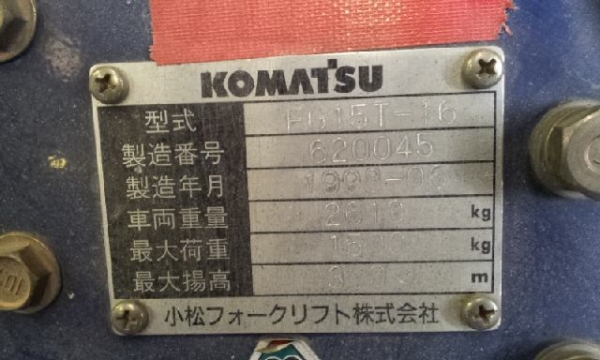 KOMATSU
型式 FG15T-16
製造番号 620045
製造年月
車両重量 2610 kg
最大荷重 kg
最大揚高 m
小松フォークリフト株式会社